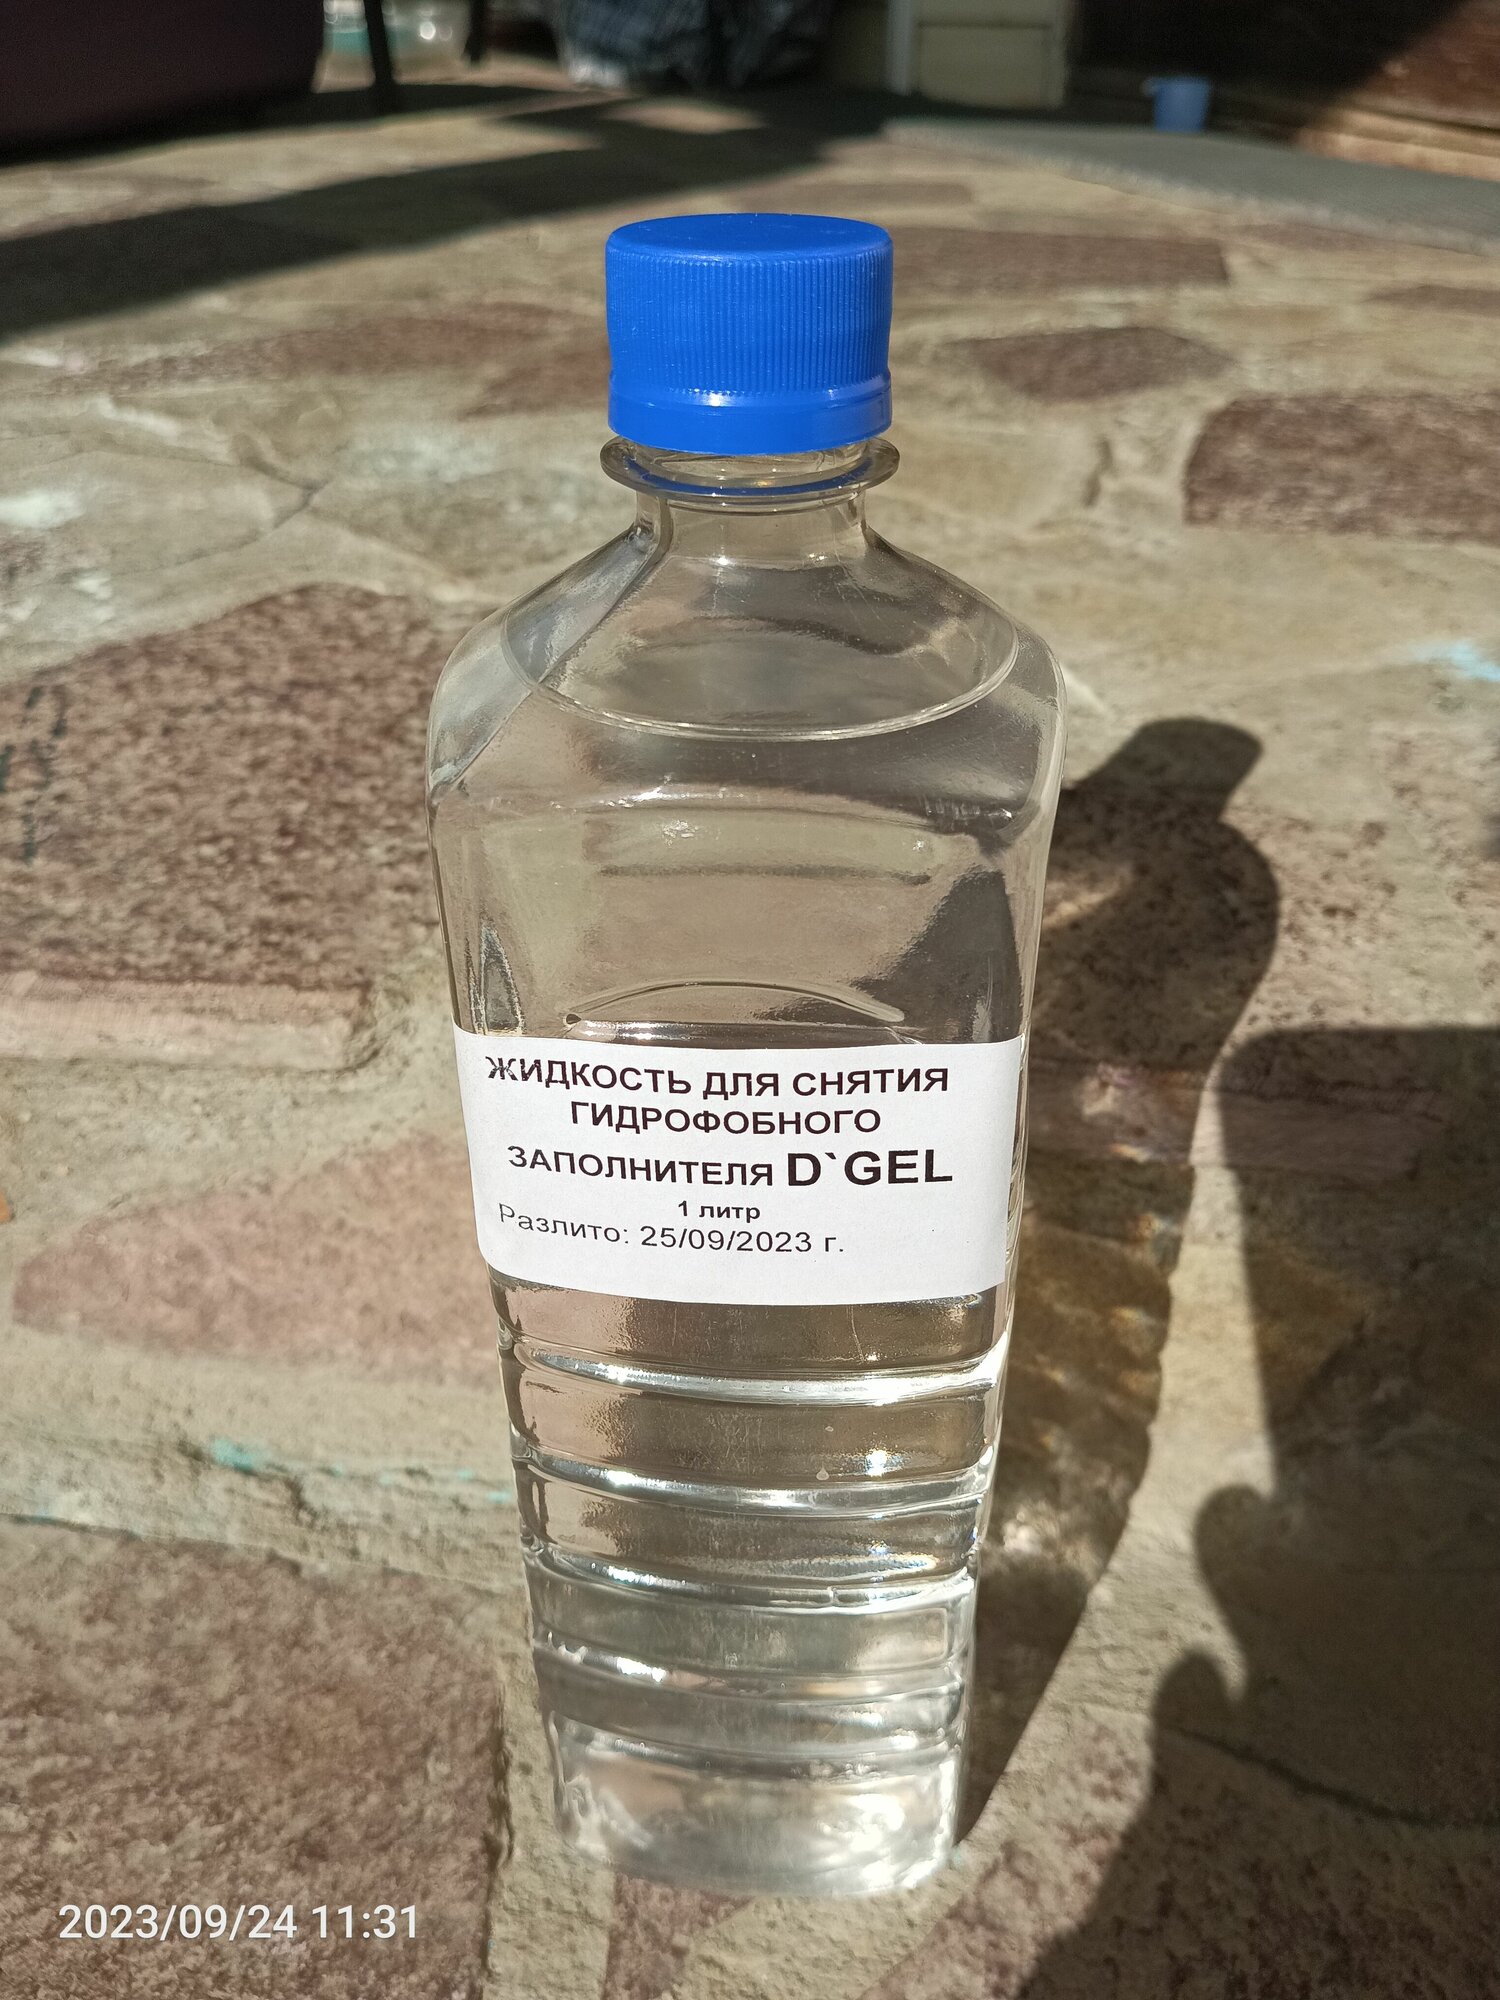 ЖИДКОСТЬ ДЛЯ СНЯТИЯ
ГИДРОФОБНОГО
ЗАПОЛНИТЕЛЯ D`GEL
1 литр
Разлито: 25/09/2023 г.
2023/09/24 11:31